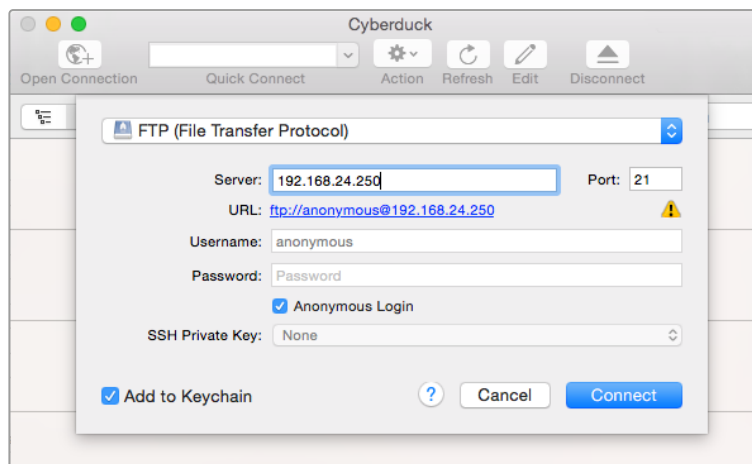 Cyberduck
Open Connection Quick Connect Action Refresh Edit Disconnect
FTP (File Transfer Protocol)
Server: 192.168.24.250 Port: 21
URL: ftp://anonymous@192.168.24.250
Username: anonymous
Password: Password
Anonymous Login
SSH Private Key: None
Add to Keychain ? Cancel Connect